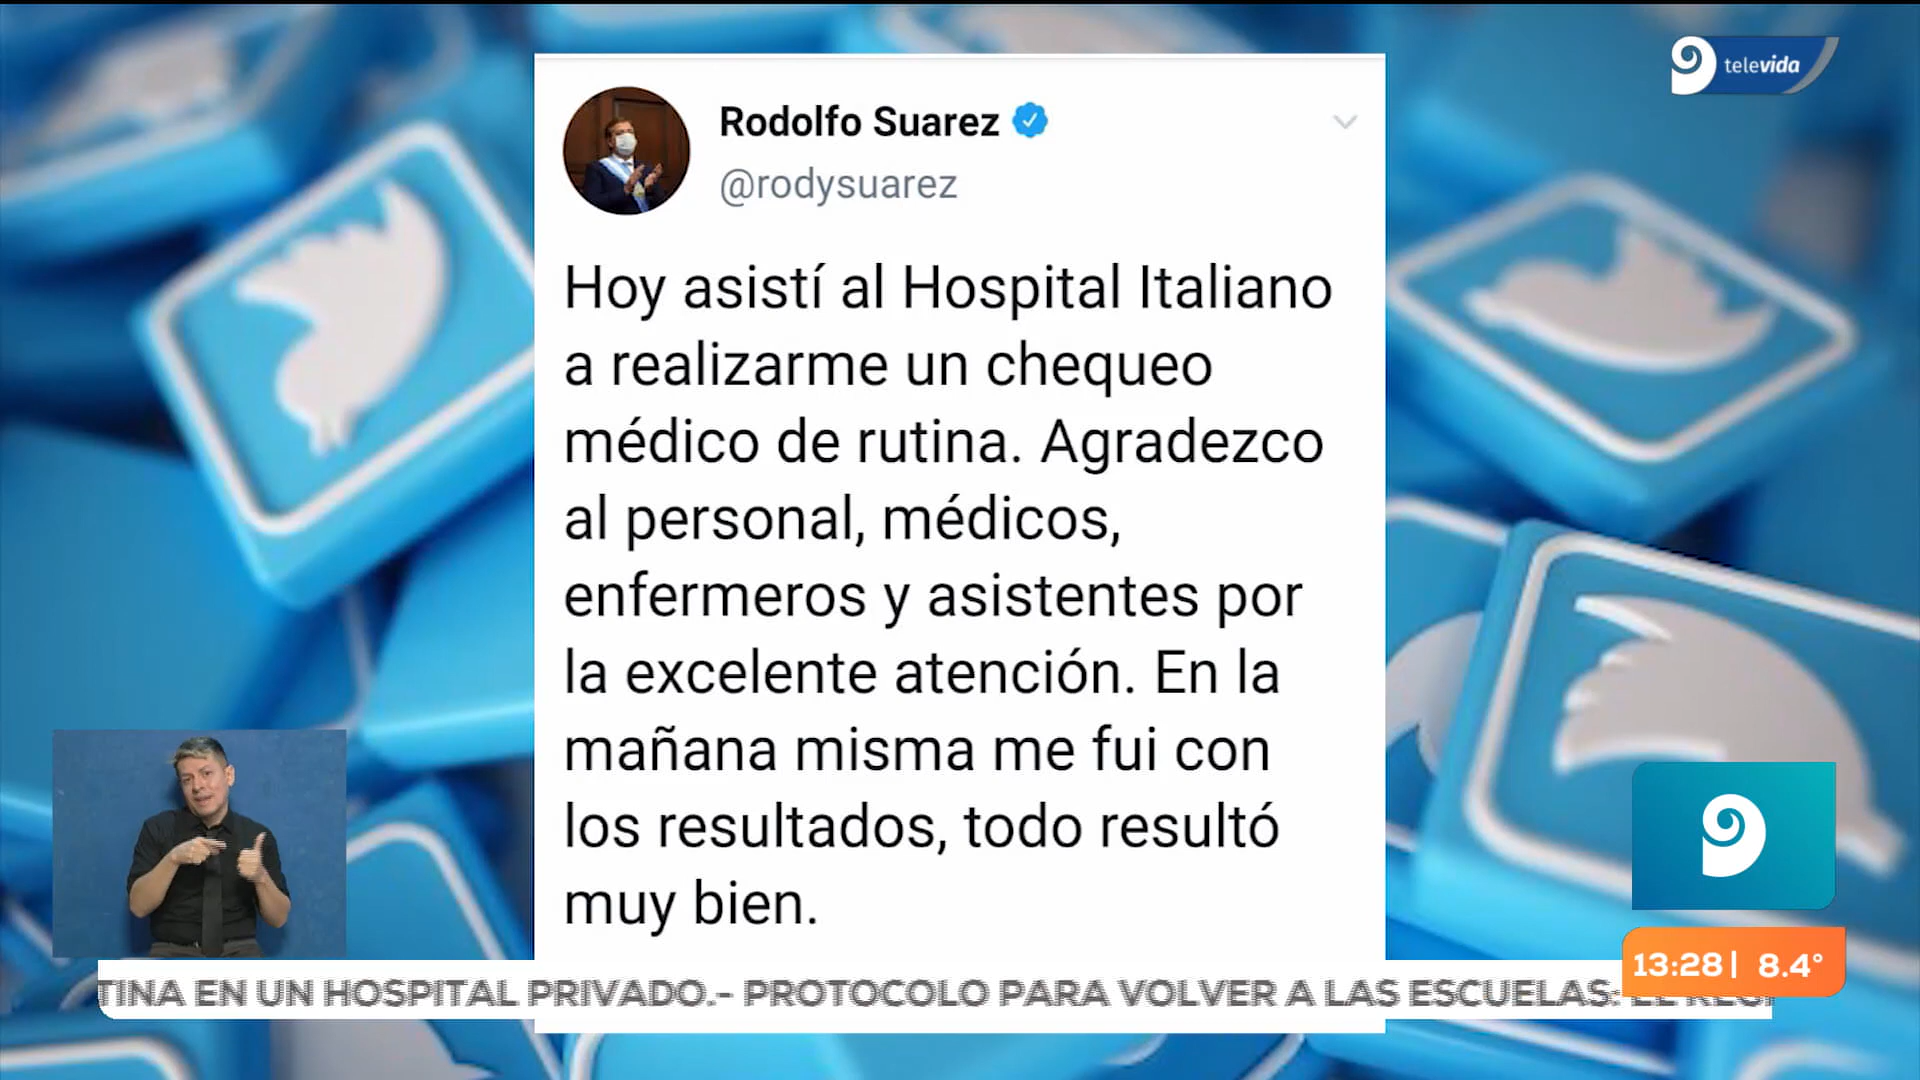 televida
Rodolfo Suarez
@rodysuarez
Hoy asistí al Hospital Italiano
a realizarme un chequeo
médico de rutina. Agradezco
al personal, médicos,
enfermeros y asistentes por
la excelente atención. En la
mañana misma me fui con
los resultados, todo resultó
muy bien.
13:28| 8.4°
TINA EN UN HOSPITAL PRIVADO.- PROTOCOLO PARA VOLVER A LAS ESCUELAS: EL